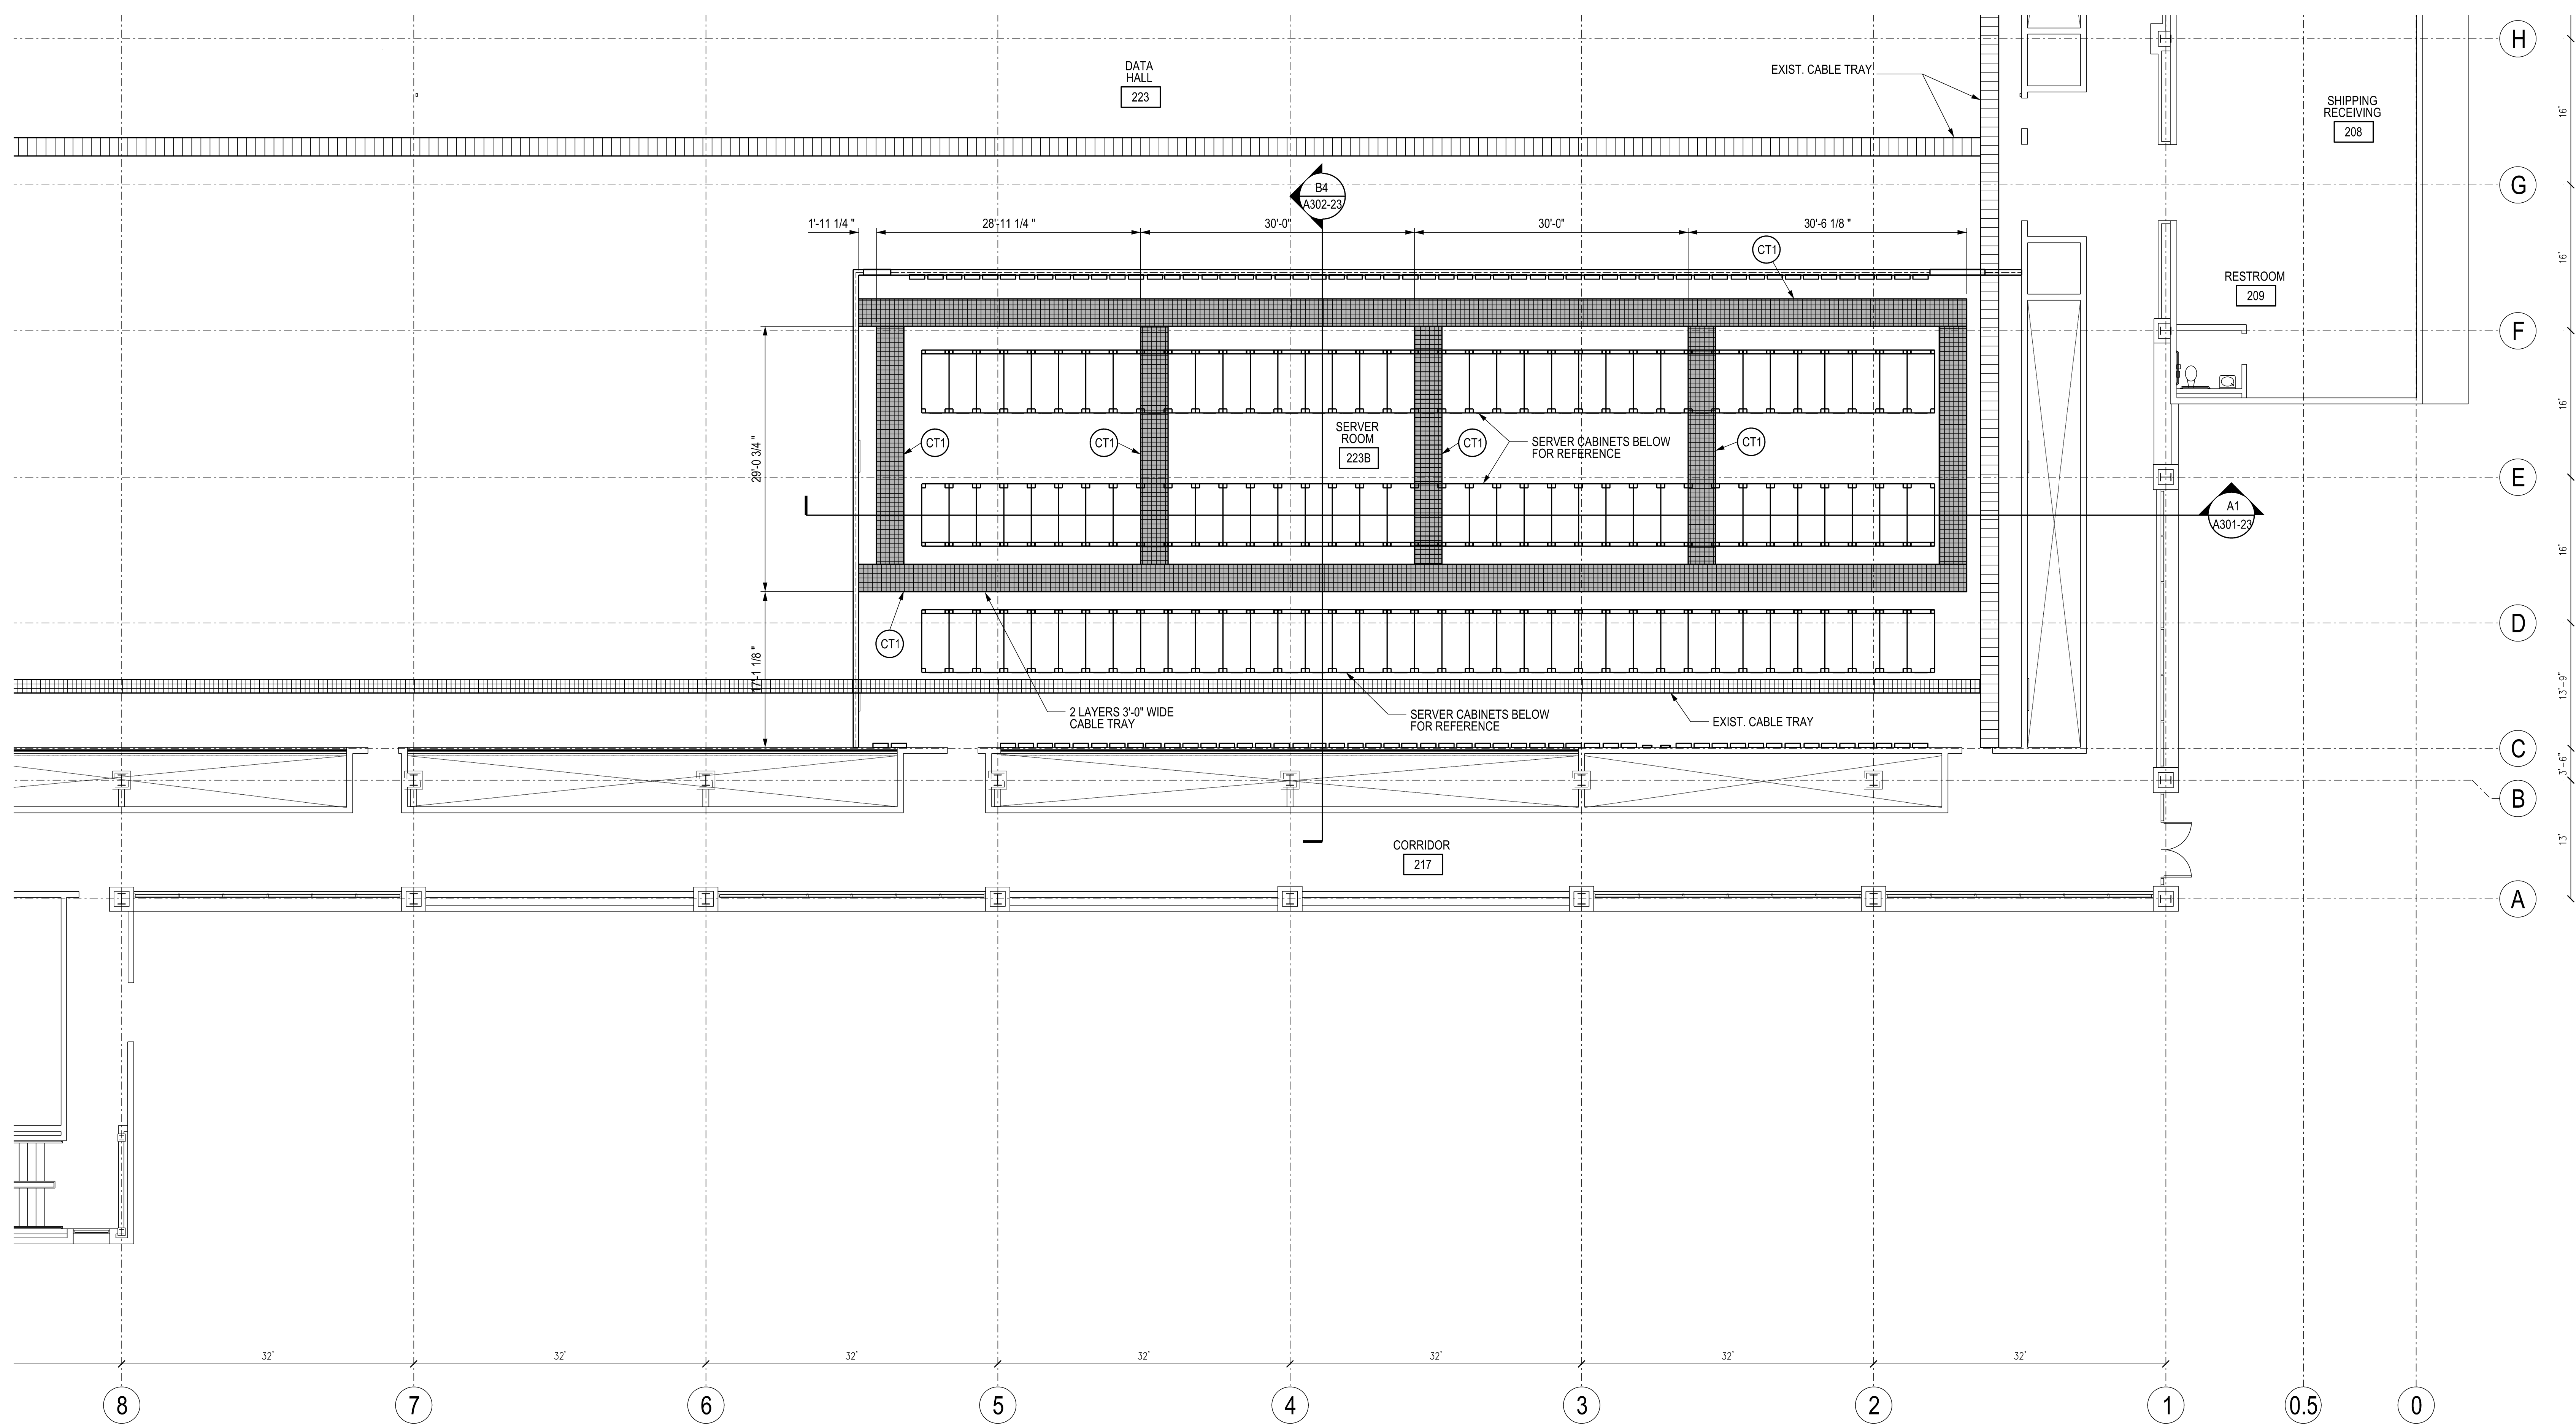 H
DATA
HALL
223
EXIST. CABLE TRAY
SHIPPING
RECEIVING
208
16'
G
B4
A302-23
1'-11 1/4 "
28'-11 1/4 "
30'-0"
30'-0"
30'-6 1/8 "
CT1
16'
RESTROOM
209
F
16'
29'-0 3/4 "
CT1
CT1
SERVER
ROOM
223B
CT1
SERVER CABINETS BELOW
FOR REFERENCE
CT1
E
A1
A301-23
16'
D
CT1
17'-1 1/8 "
2 LAYERS 3'-0" WIDE
CABLE TRAY
SERVER CABINETS BELOW
FOR REFERENCE
EXIST. CABLE TRAY
13'-9"
C
3'-6"
B
CORRIDOR
217
13'
A
32'
32'
32'
32'
32'
32'
32'
8
7
6
5
4
3
2
1
0.5
0